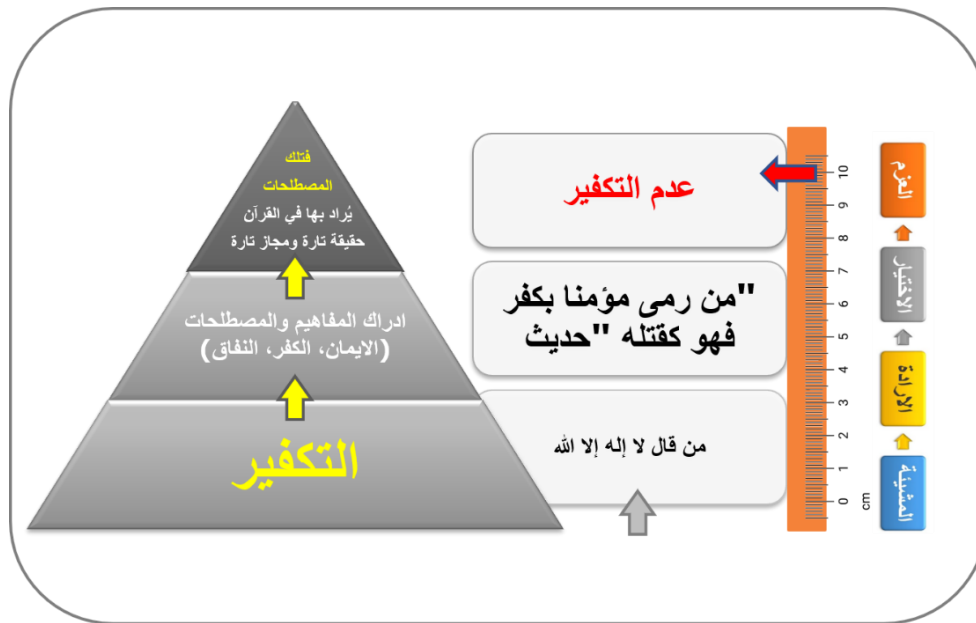 فتلك
المصطلحات
يُراد بها في القرآن
حقيقة تارة ومجاز تارة
ادراك المفاهيم والمصطلحات
(الايمان، الكفر، النفاق)
التكفير
عدم التكفير
"من رمى مؤمنا بكفر
فهو كقتله "حديث
من قال لا إله إلا الله
10
9
8
7
6
5
4
3
2
1
0
cm
العزم
الاختيار
الارادة
المشيئة